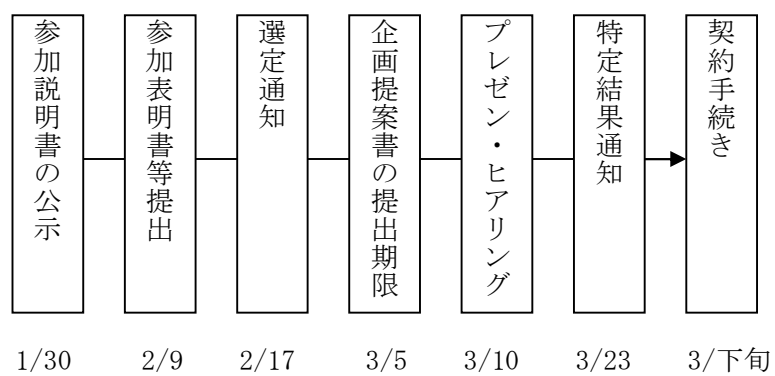 参加説明書の公示
参加表明書等提出
選定通知
企画提案書の提出期限
プレゼン・ヒアリング
特定結果通知
契約手続き
1/30
2/9
2/17
3/5
3/10
3/23
3/下旬